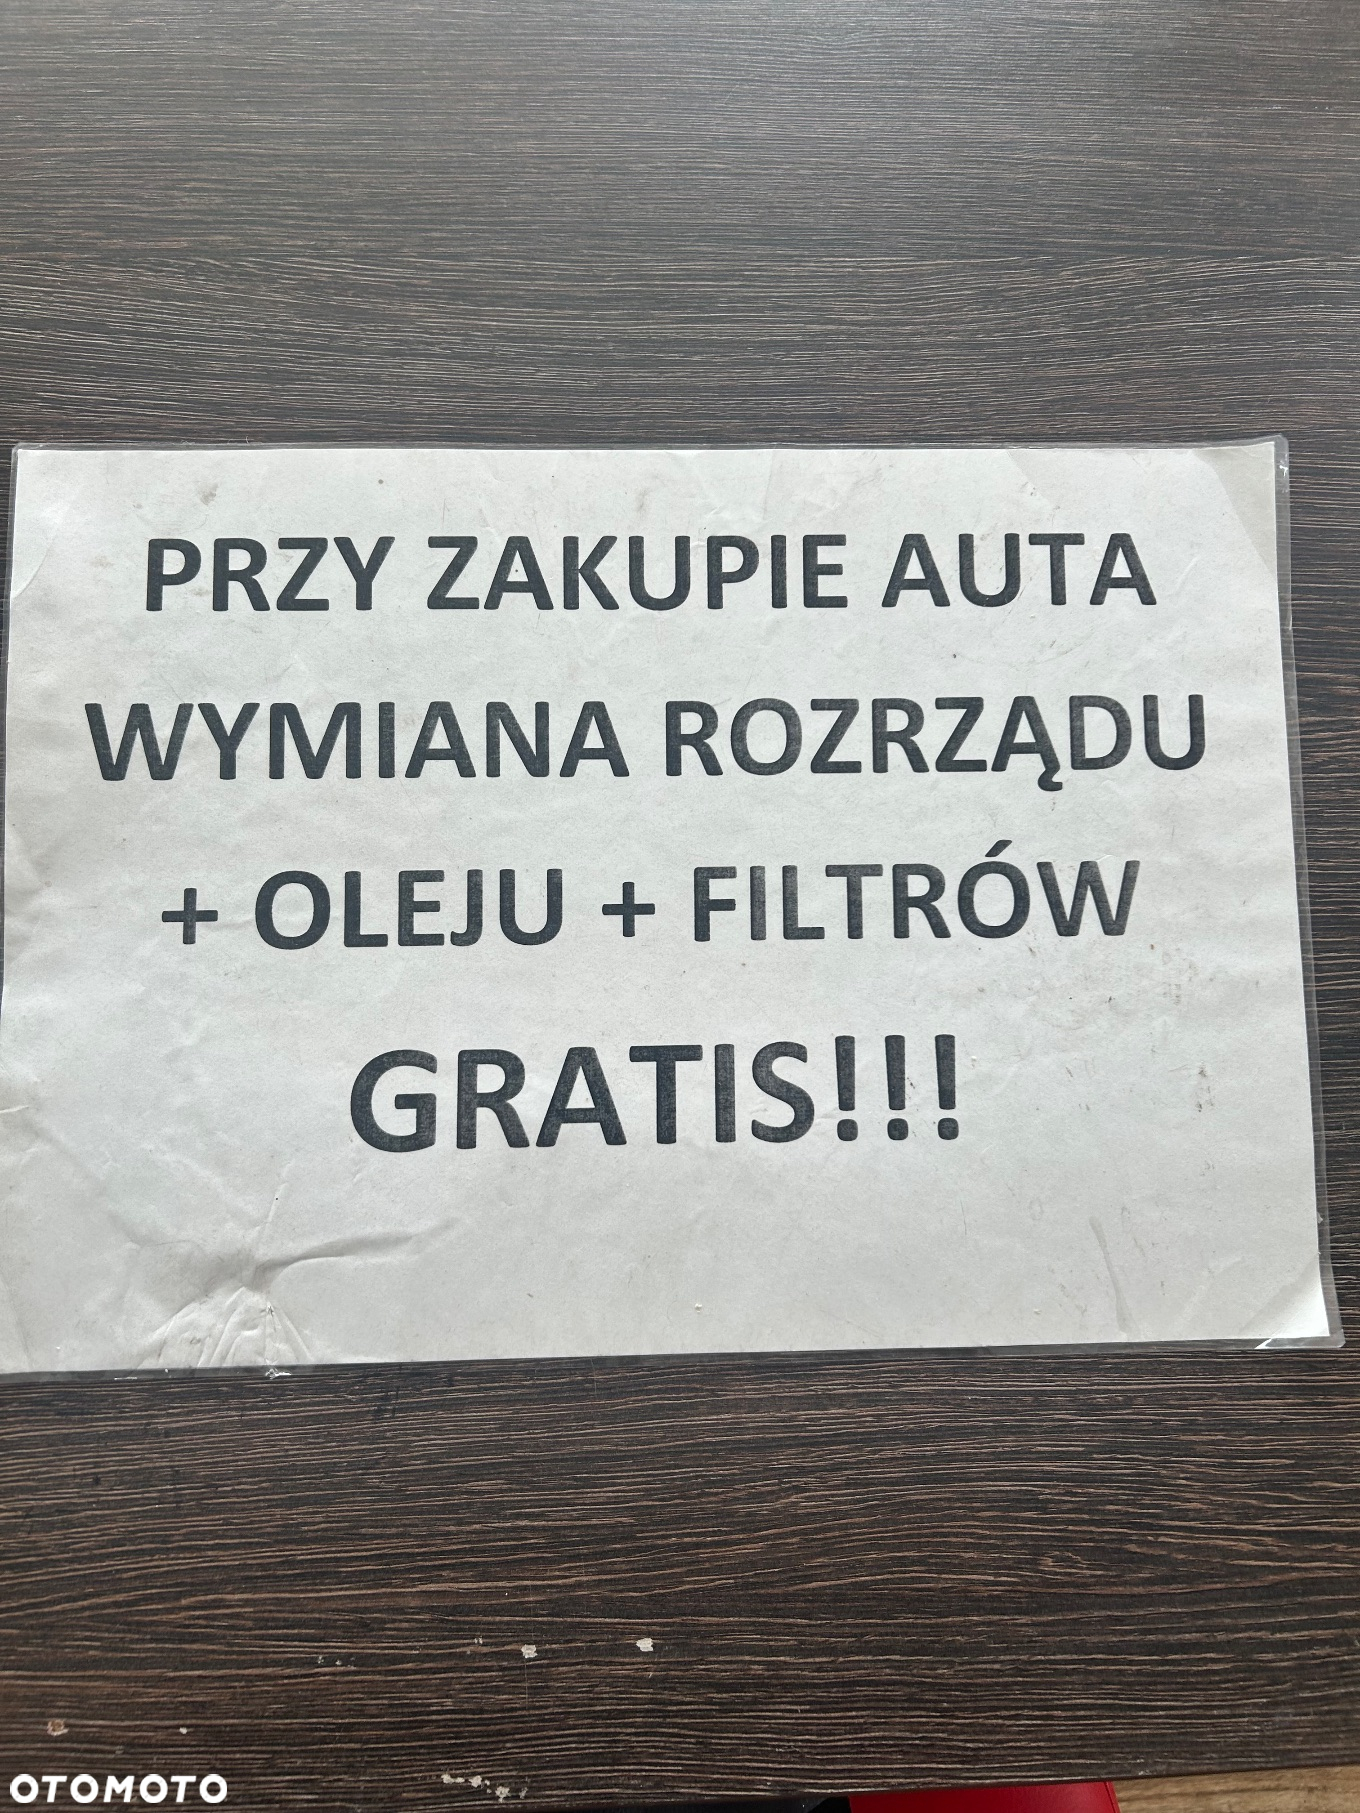 PRZY ZAKUPIE AUTA
WYMIANA ROZRZĄDU
+ OLEJU + FILTRÓW
GRATIS!!!
OTOMOTO